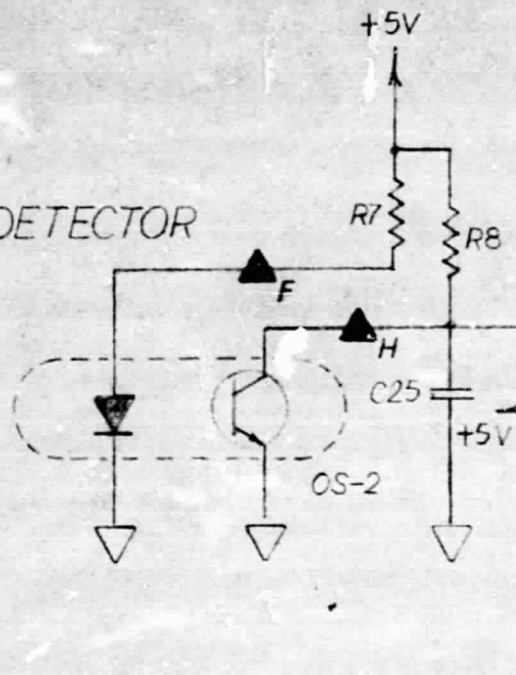 +5V
R7
DETECTOR
R8
F
H
C25
+5V
OS-2